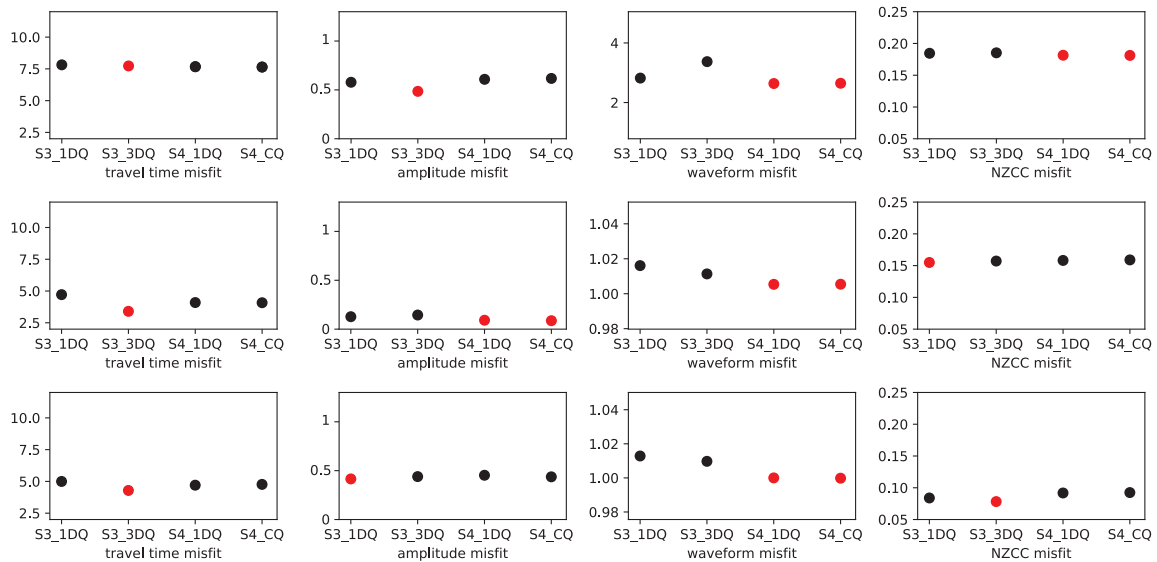 10.0
7.5
5.0
2.5
S3_1DQ S3_3DQ S4_1DQ S4_CQ
travel time misfit
1
0.5
0
S3_1DQ S3_3DQ S4_1DQ S4_CQ
amplitude misfit
4
2
S3_1DQ S3_3DQ S4_1DQ S4_CQ
waveform misfit
0.25
0.20
0.15
0.10
0.05
S3_1DQ S3_3DQ S4_1DQ S4_CQ
NZCC misfit
10.0
7.5
5.0
2.5
S3_1DQ S3_3DQ S4_1DQ S4_CQ
travel time misfit
1
0.5
0
S3_1DQ S3_3DQ S4_1DQ S4_CQ
amplitude misfit
1.04
1.02
1.00
0.98
S3_1DQ S3_3DQ S4_1DQ S4_CQ
waveform misfit
0.25
0.20
0.15
0.10
0.05
S3_1DQ S3_3DQ S4_1DQ S4_CQ
NZCC misfit
10.0
7.5
5.0
2.5
S3_1DQ S3_3DQ S4_1DQ S4_CQ
travel time misfit
1
0.5
0
S3_1DQ S3_3DQ S4_1DQ S4_CQ
amplitude misfit
1.04
1.02
1.00
0.98
S3_1DQ S3_3DQ S4_1DQ S4_CQ
waveform misfit
0.25
0.20
0.15
0.10
0.05
S3_1DQ S3_3DQ S4_1DQ S4_CQ
NZCC misfit